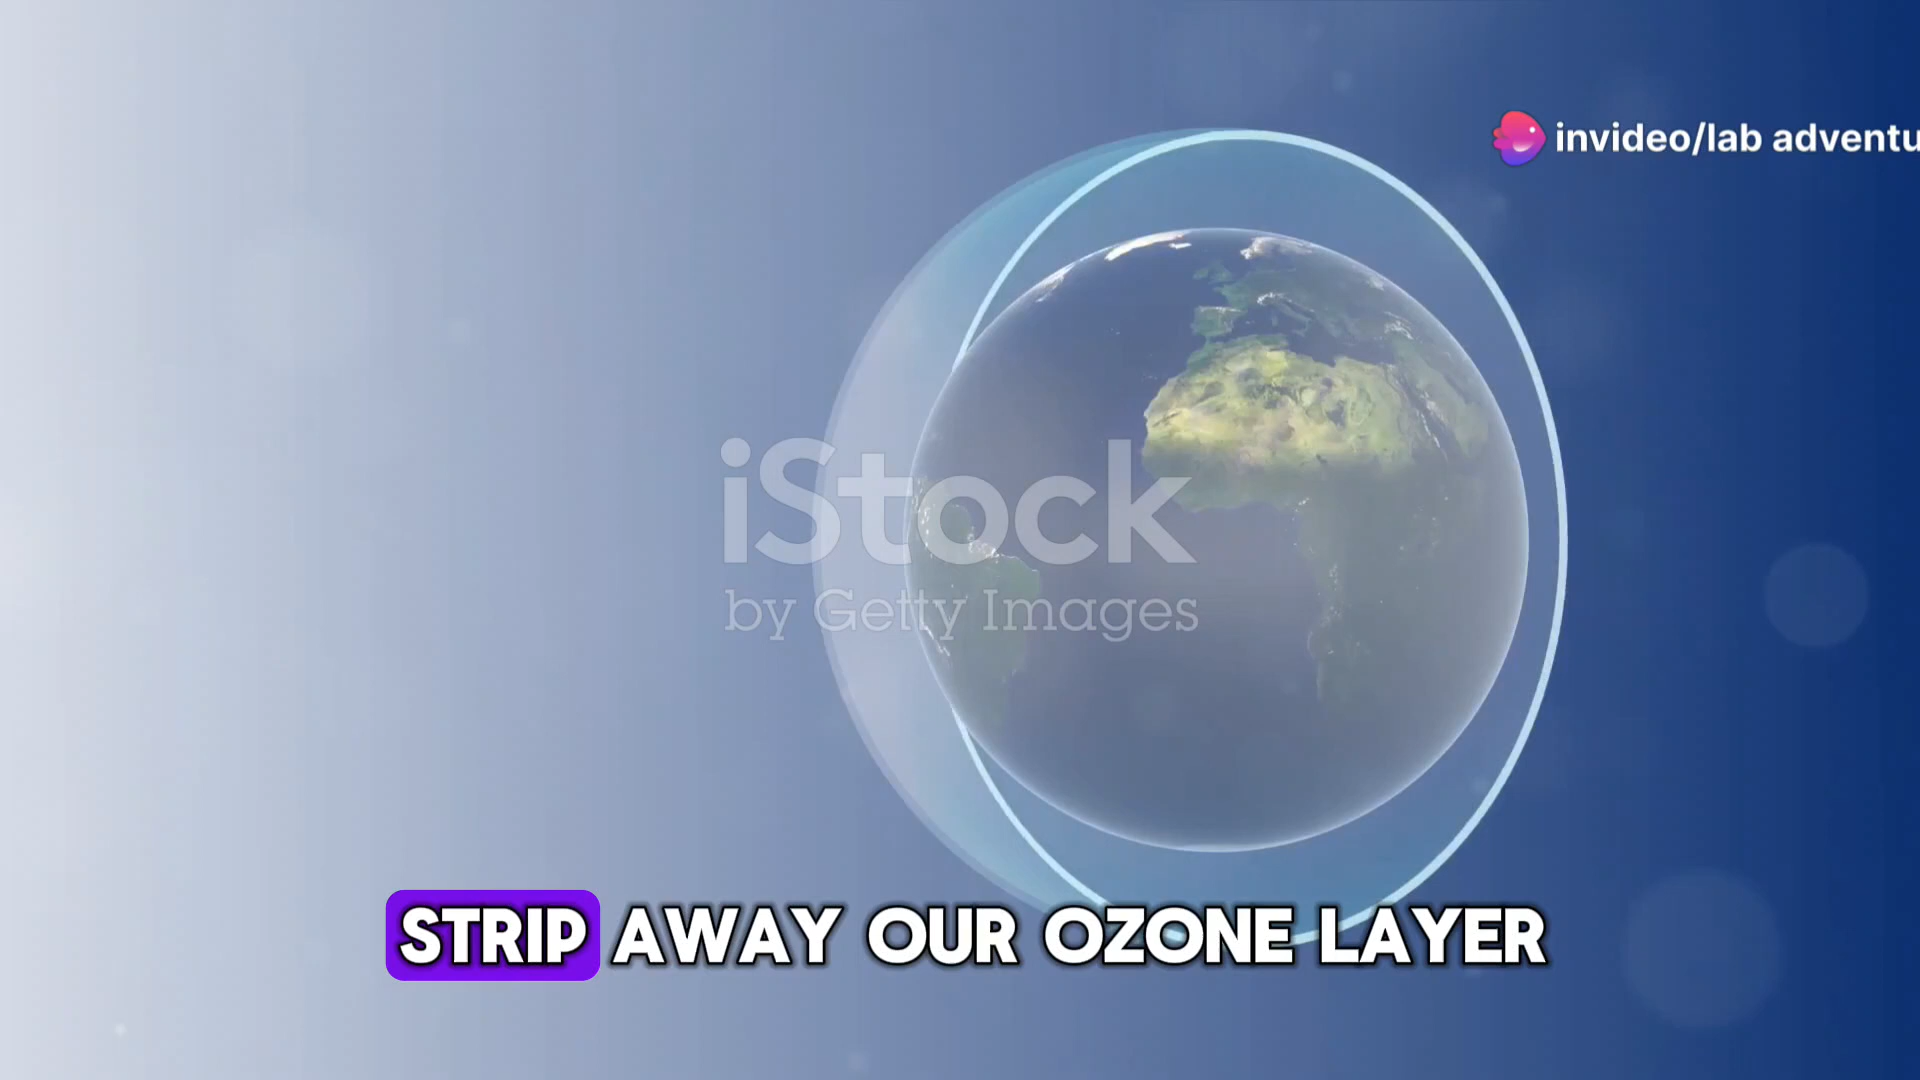 invideo/lab adventu
iStock
by Getty Images
STRIP AWAY OUR OZONE LAYER